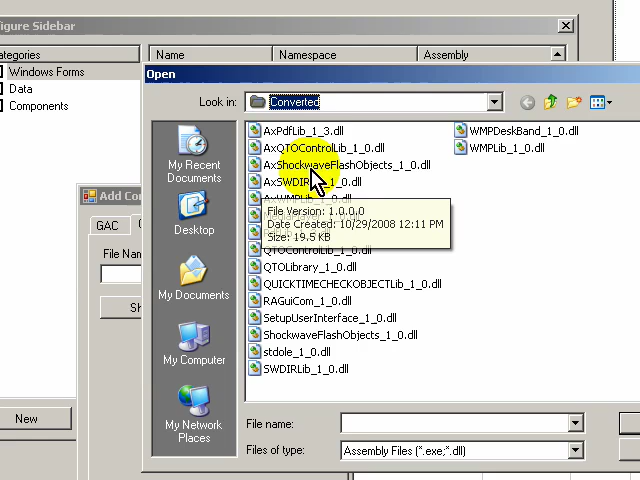 figure Sidebar
ategories
Name
Namespace
Assembly
Windows Forms
Data
Components
Open
Look in:
Converted
My Recent
Documents
Desktop
My Documents
My Computer
My Network
Places
AxPdfLib_1_3.dll
AxQTOControlLib_1_0.dll
AxShockwaveFlashObjects_1_0.dll
AxSWDIRLib_1_0.dll
AxWMPLib_1_0.dll
File Version: 1.0.0.0
Date Created: 10/29/2008 12:11 PM
Size: 19.5 KB
QTOControlLib_1_0.dll
QTOLibrary_1_0.dll
QUICKTIMECHECKOBJECTLib_1_0.dll
RAGuiCom_1_0.dll
SetupUserInterface_1_0.dll
ShockwaveFlashObjects_1_0.dll
stdole_1_0.dll
SWDIRLib_1_0.dll
WMPDeskBand_1_0.dll
WMPLib_1_0.dll
File name:
Files of type:
Assembly Files (*.exe;*.dll)
Add Co
GAC
File Nam
Sh
New